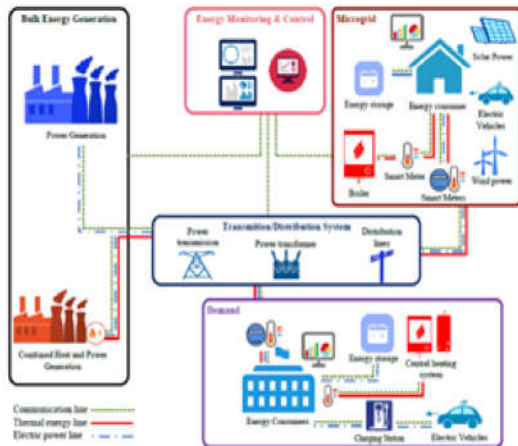 Bulk Energy Generation
Power Generation
Combined Heat and Power
Generation
Energy Monitoring & Control
Microgrid
Solar Power
Energy storage
Energy consumer
Electric
Vehicles
Boiler
Smart Meter
Smart Meters
Wind power
Transmition/Distribution System
Power
transmission
Power transformer
Distribution
lines
Demand
Energy storage
Central heating
system
Energy Consumers
Charging Station
Electric Vehicles
Communication line
Thermal energy line
Electric power line